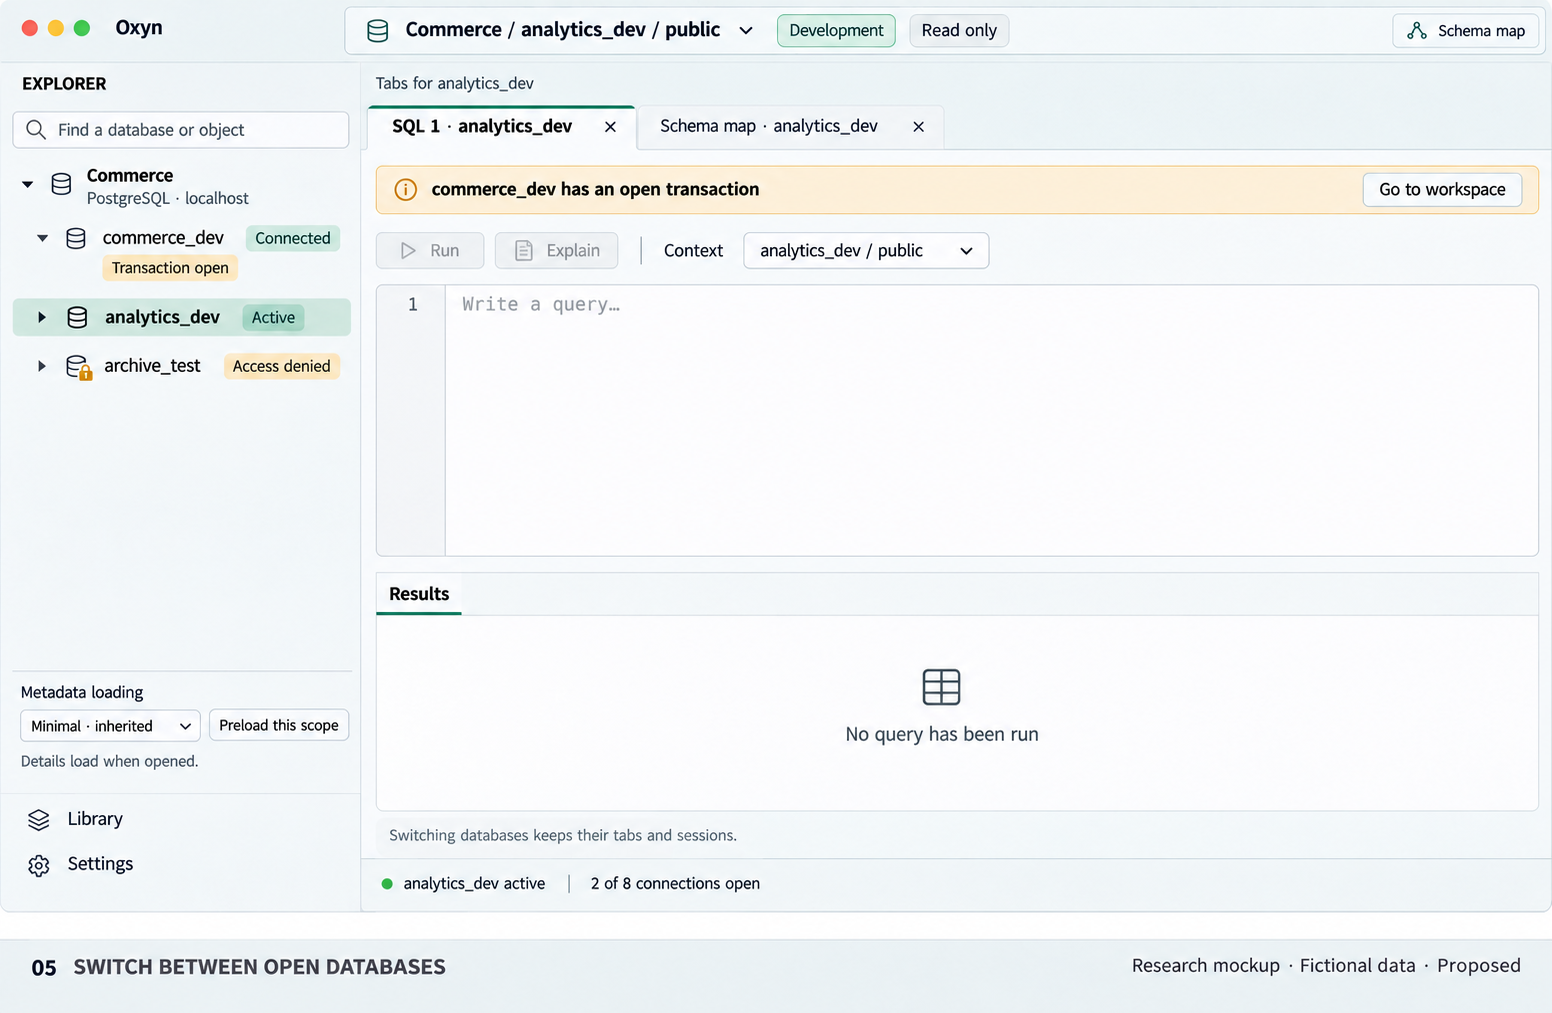 Oxyn
Commerce / analytics_dev / public
Development
Read only
Schema map
EXPLORER
Find a database or object
Commerce
PostgreSQL · localhost
commerce_dev
Connected
Transaction open
analytics_dev
Active
archive_test
Access denied
Metadata loading
Minimal · inherited
Preload this scope
Details load when opened.
Library
Settings
Tabs for analytics_dev
SQL 1 · analytics_dev
Schema map · analytics_dev
commerce_dev has an open transaction
Go to workspace
Run
Explain
Context
analytics_dev / public
1
Write a query…
Results
No query has been run
Switching databases keeps their tabs and sessions.
analytics_dev active
2 of 8 connections open
05 SWITCH BETWEEN OPEN DATABASES
Research mockup · Fictional data · Proposed